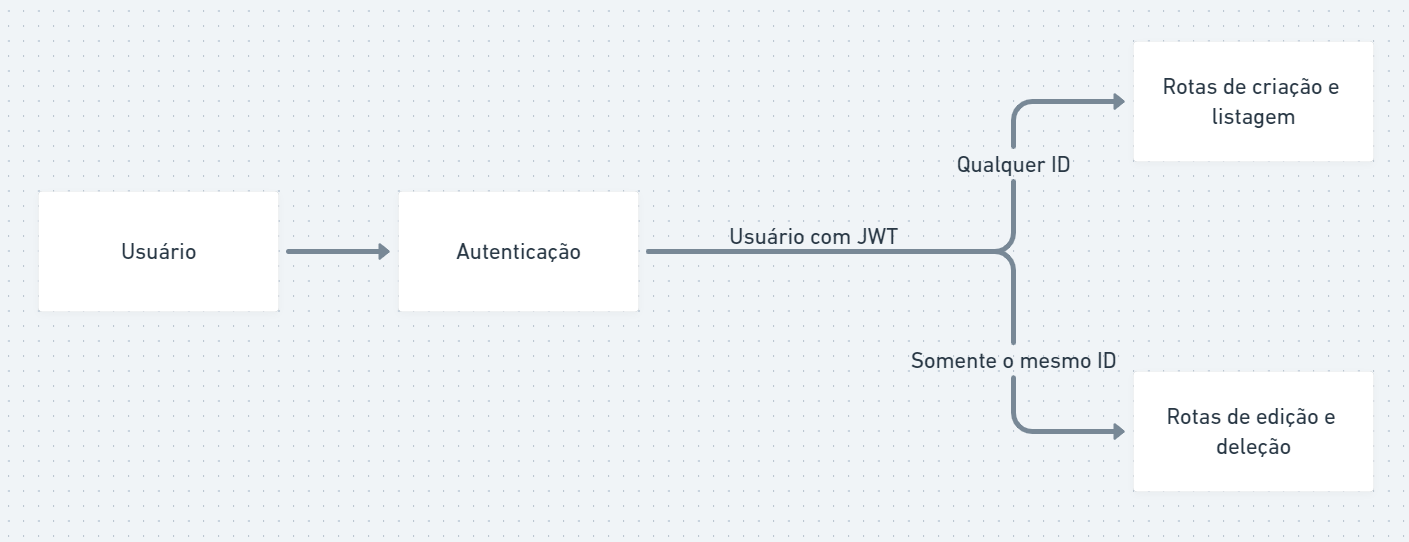 Usuário
Autenticação
Usuário com JWT
Qualquer ID
Rotas de criação e
listagem
Somente o mesmo ID
Rotas de edição e
deleção